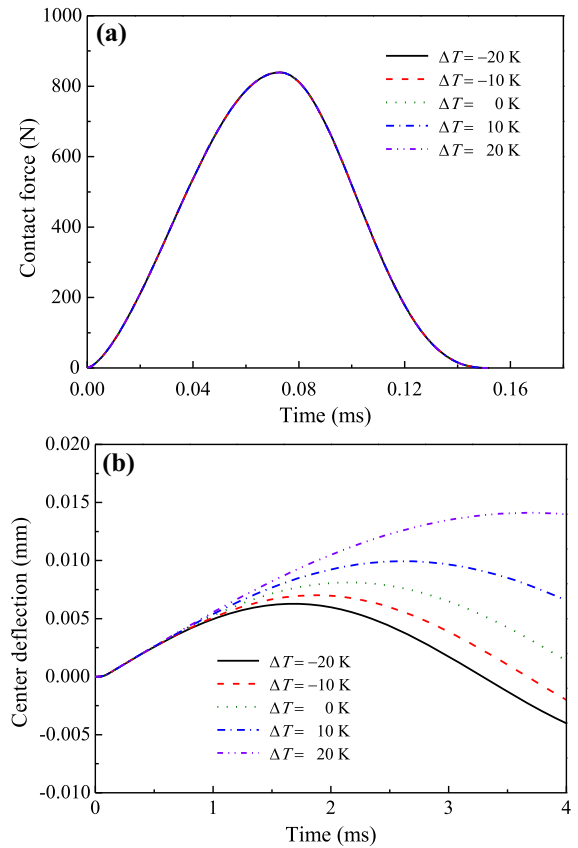 (a)
1000
800
600
400
200
0
Contact force (N)
ΔT= −20 K
ΔT= −10 K
ΔT= 0 K
ΔT= 10 K
ΔT= 20 K
0.00 0.04 0.08 0.12 0.16
Time (ms)
(b)
0.020
0.015
0.010
0.005
0.000
-0.005
-0.010
Center deflection (mm)
ΔT= −20 K
ΔT= −10 K
ΔT= 0 K
ΔT= 10 K
ΔT= 20 K
0 1 2 3 4
Time (ms)